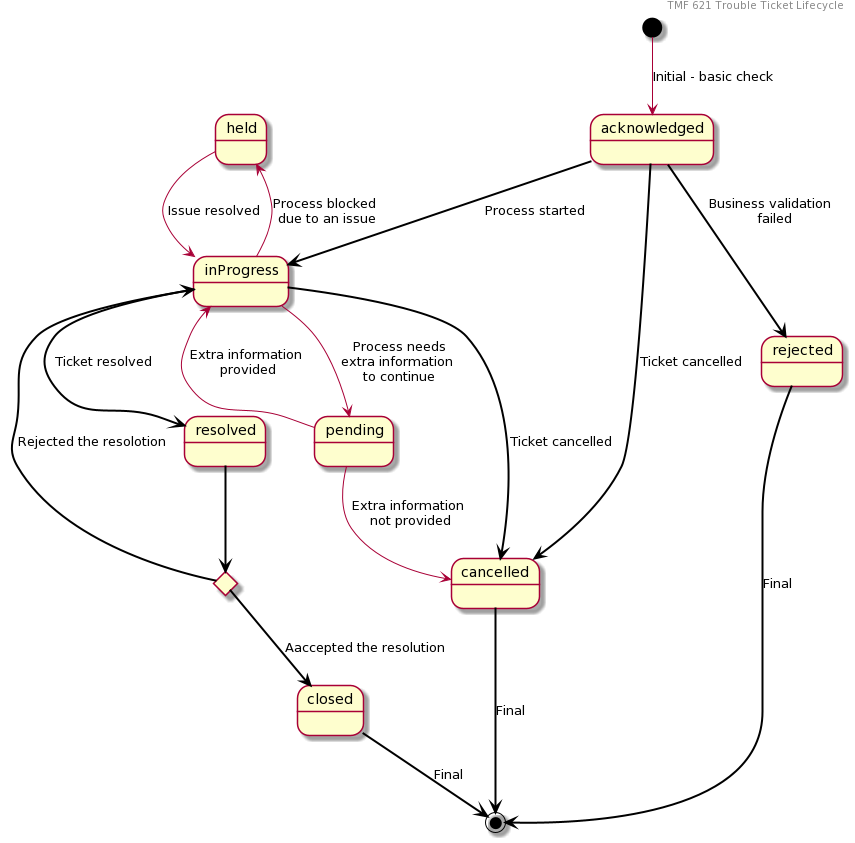 TMF 621 Trouble Ticket Lifecycle
Initial - basic check
held
acknowledged
Issue resolved
Process blocked
due to an issue
Process started
Business validation
failed
inProgress
Ticket resolved
Extra information
provided
Process needs
extra information
to continue
Ticket cancelled
rejected
Rejected the resolotion
resolved
pending
Ticket cancelled
Extra information
not provided
cancelled
Final
Aaccepted the resolution
closed
Final
Final